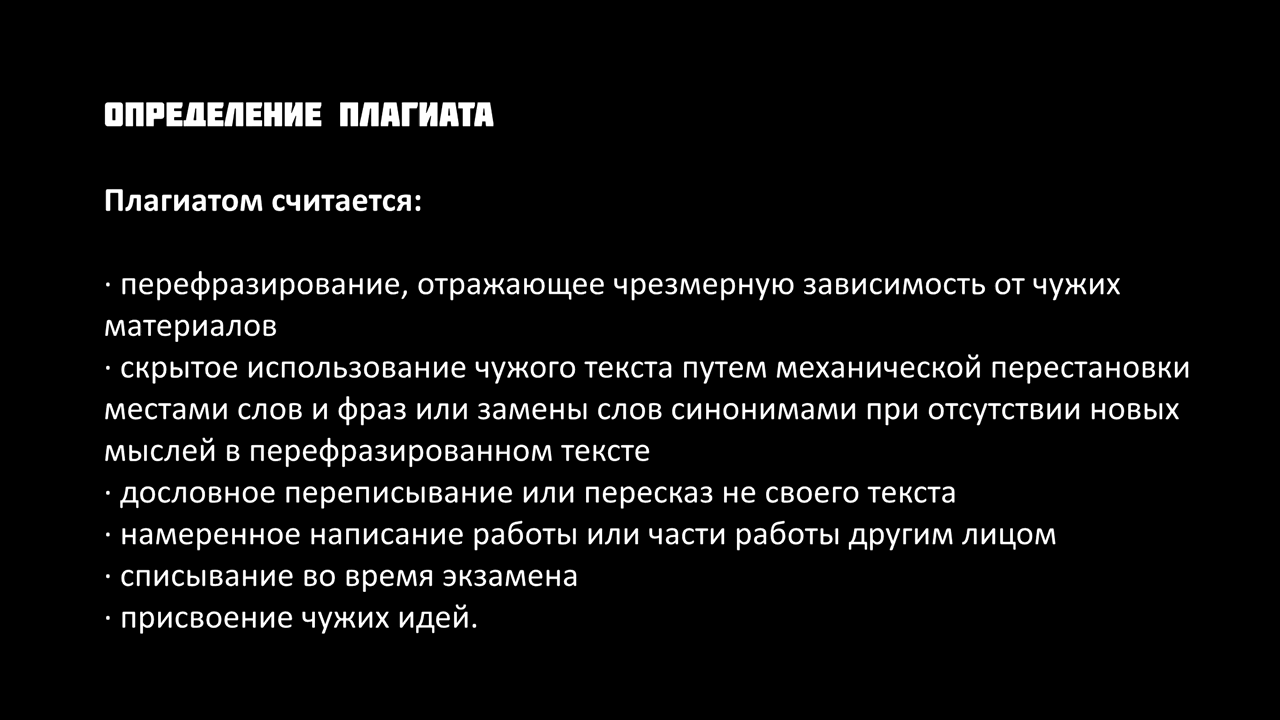 ОПРЕДЕЛЕНИЕ ПЛАГИАТА
Плагиатом считается:
· перефразирование, отражающее чрезмерную зависимость от чужих
материалов
· скрытое использование чужого текста путем механической перестановки
местами слов и фраз или замены слов синонимами при отсутствии новых
мыслей в перефразированном тексте
· дословное переписывание или пересказ не своего текста
· намеренное написание работы или части работы другим лицом
· списывание во время экзамена
· присвоение чужих идей.